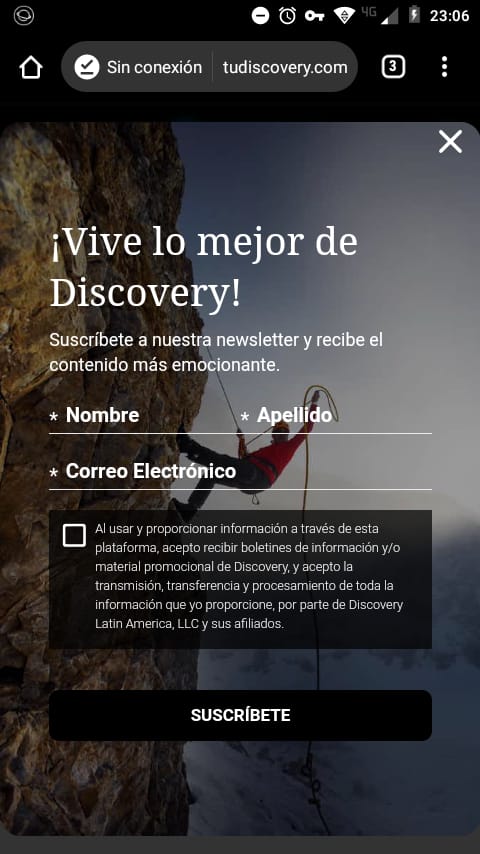 4G 23:06
Sin conexión tudiscovery.com 3
¡Vive lo mejor de
Discovery!
Suscríbete a nuestra newsletter y recibe el
contenido más emocionante.
* Nombre * Apellido
* Correo Electrónico
Al usar y proporcionar información a través de esta
plataforma, acepto recibir boletines de información y/o
material promocional de Discovery, y acepto la
transmisión, transferencia y procesamiento de toda la
información que yo proporcione, por parte de Discovery
Latin America, LLC y sus afiliados.
SUSCRÍBETE